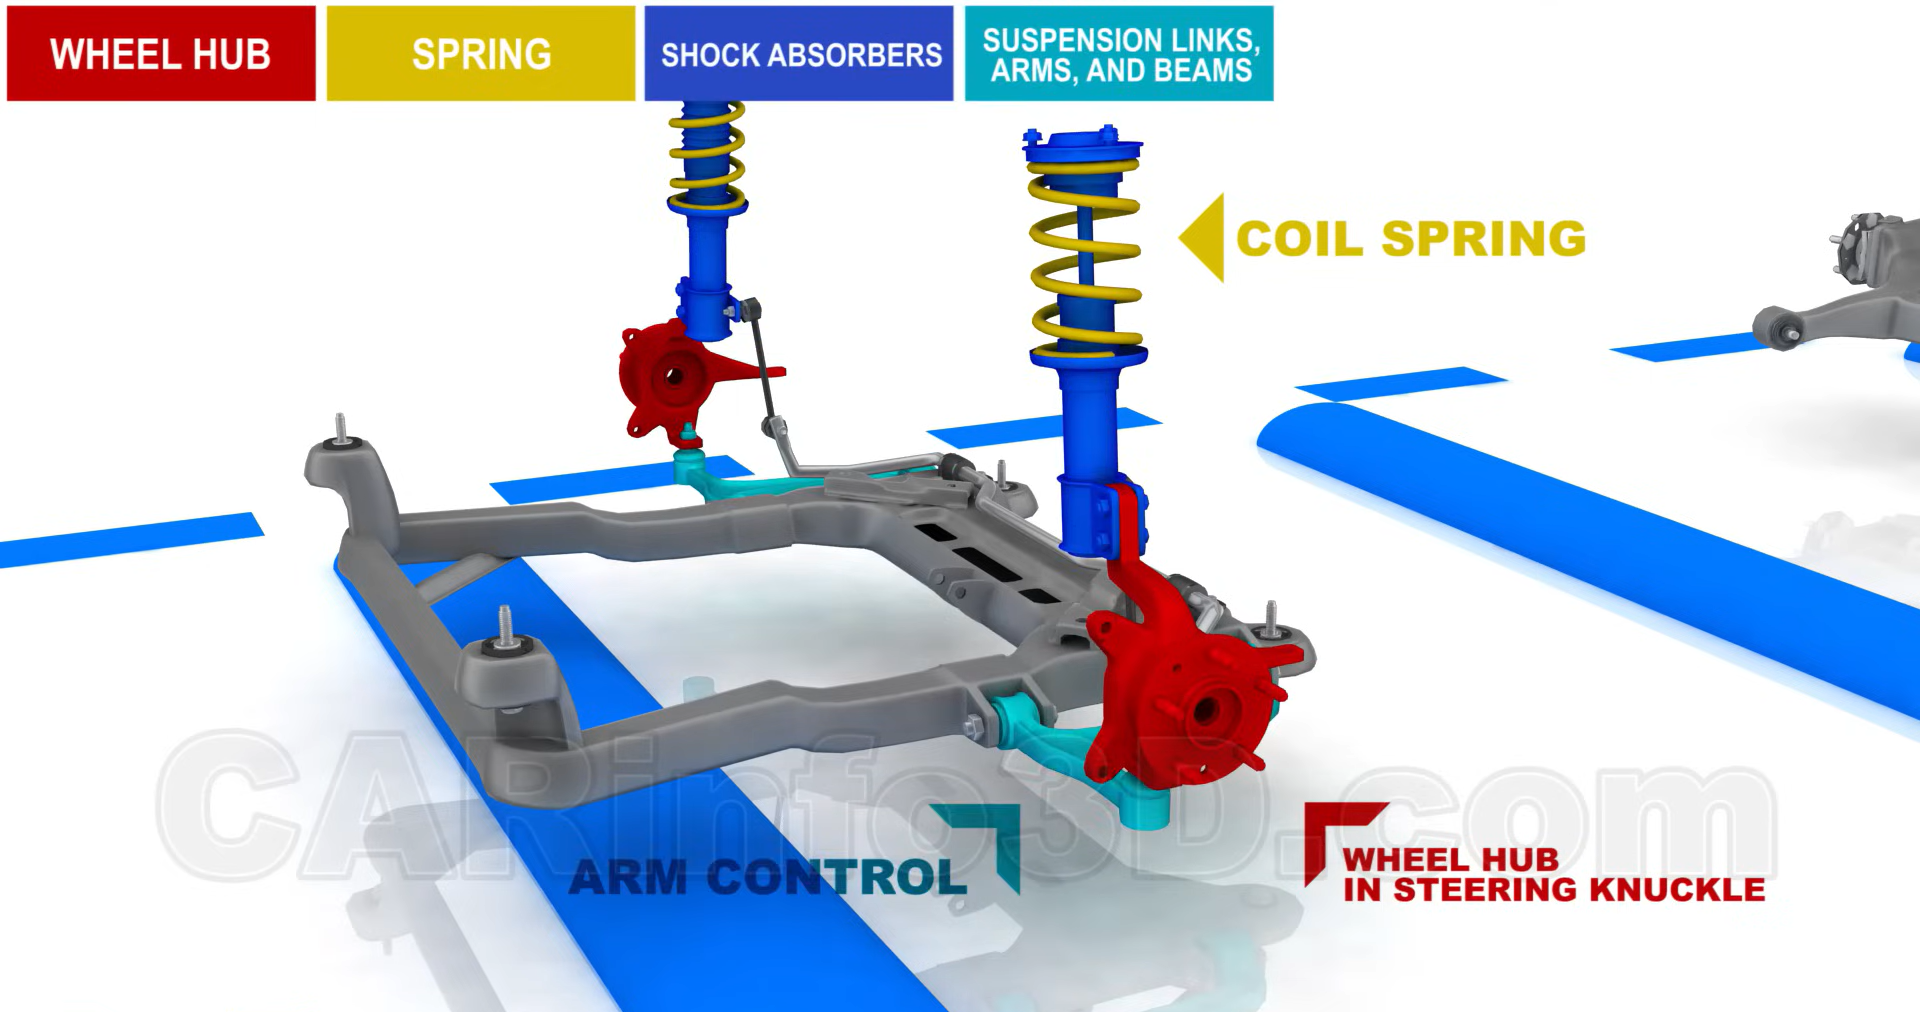 WHEEL HUB
SPRING
SHOCK ABSORBERS
SUSPENSION LINKS,
ARMS, AND BEAMS
COIL SPRING
CARinfo3D.com
ARM CONTROL
WHEEL HUB
IN STEERING KNUCKLE